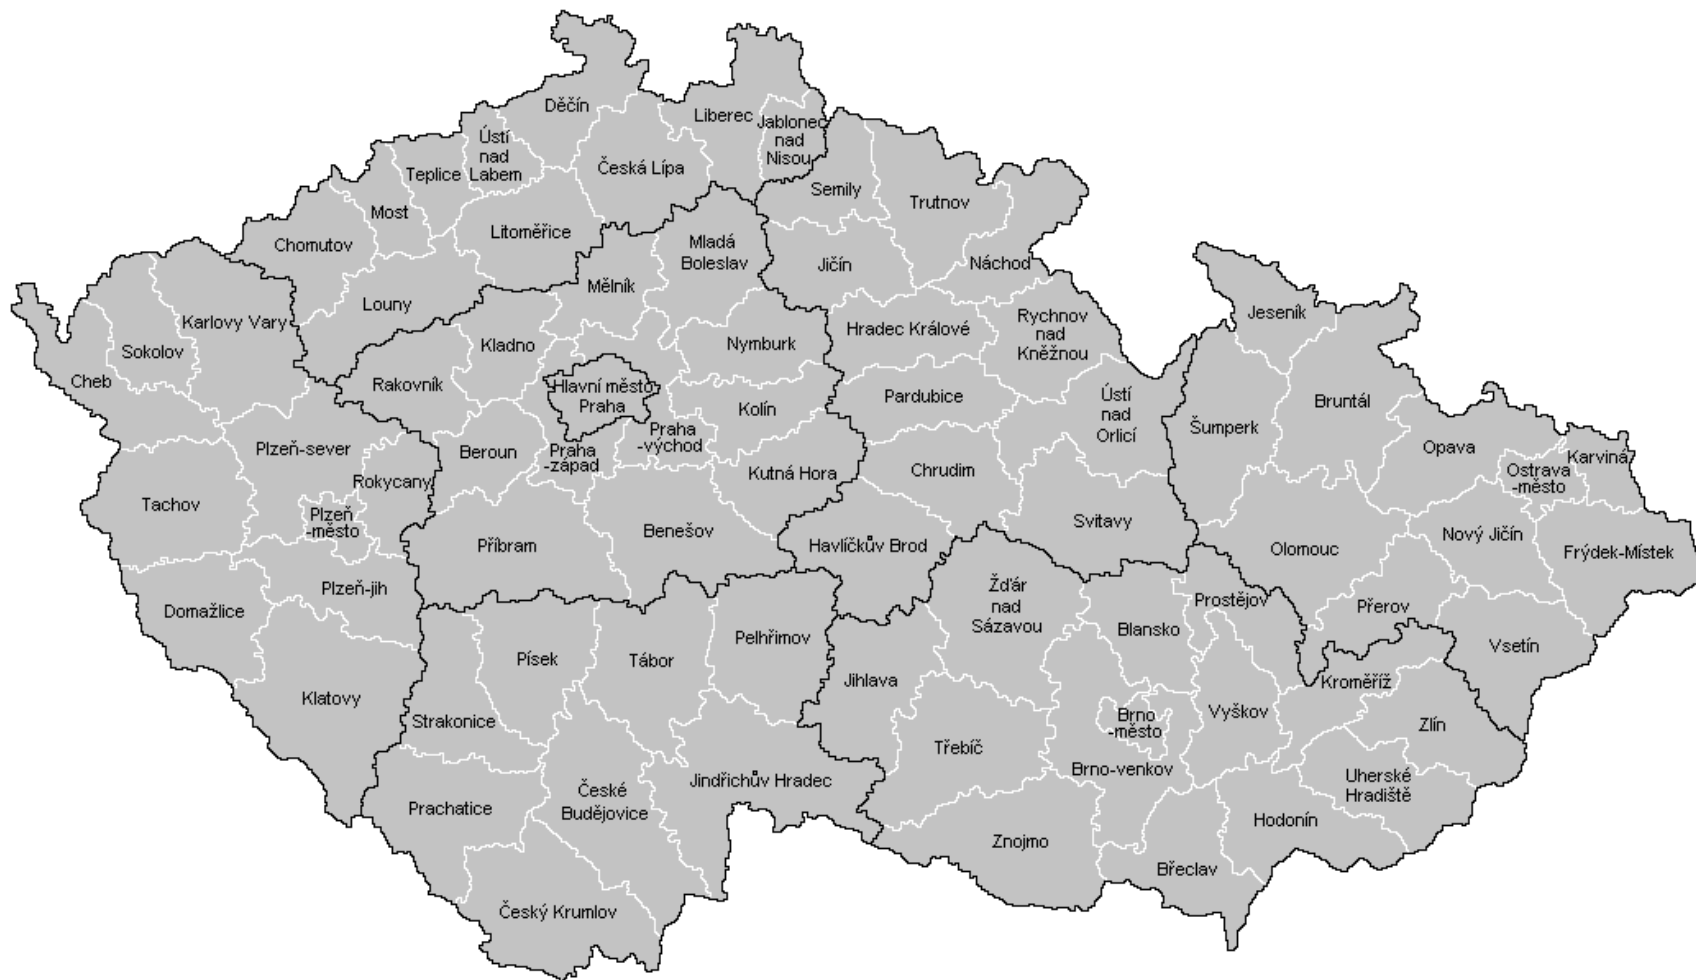 Děčín
Liberec
Jablonec
nad
Nisou
Ústí
nad
Labem
Teplice
Česká Lípa
Semily
Trutnov
Most
Chomutov
Litoměřice
Mladá
Boleslav
Jičín
Náchod
Mělník
Louny
Karlovy Vary
Jeseník
Rychnov
nad
Kněžnou
Hradec Králové
Nymburk
Kladno
Sokolov
Cheb
Rakovník
Hlavní město
Praha
Kolín
Pardubice
Ústí
nad
Orlicí
Bruntál
Šumperk
Plzeň-sever
Beroun
Praha
-západ
Praha
-východ
Opava
Karviná
Ostrava
-město
Rokycany
Kutná Hora
Chrudim
Tachov
Plzeň
-město
Svitavy
Příbram
Benešov
Havlíčkův Brod
Olomouc
Nový Jičín
Frýdek-Místek
Plzeň-jih
Domažlice
Žďár
nad
Sázavou
Prostějov
Přerov
Blansko
Vsetín
Pelhřimov
Písek
Tábor
Klatovy
Jihlava
Kroměříž
Strakonice
Vyškov
Brno
-město
Zlín
Třebíč
Brno-venkov
Jindřichův Hradec
Uherské
Hradiště
České
Budějovice
Prachatice
Hodonín
Znojmo
Břeclav
Český Krumlov